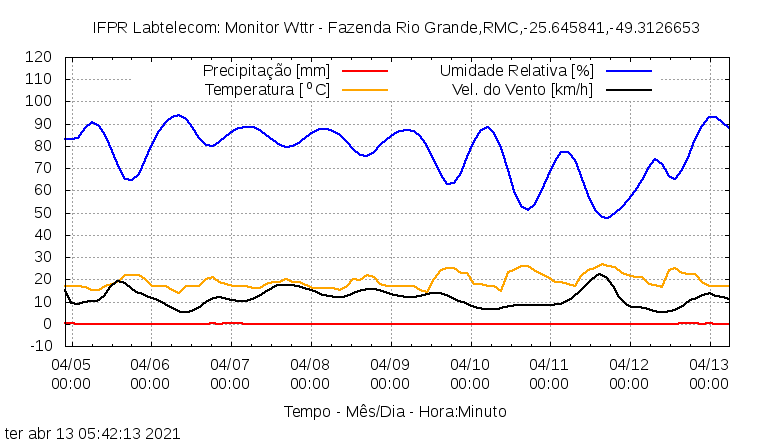 IFPR Labtelecom: Monitor Wttr - Fazenda Rio Grande,RMC,-25.645841,-49.3126653
Precipitação [mm]
Temperatura [⁰C]
Umidade Relativa [%]
Vel. do Vento [km/h]
120
110
100
90
80
70
60
50
40
30
20
10
0
-10
04/05 04/06 04/07 04/08 04/09 04/10 04/11 04/12 04/13
00:00 00:00 00:00 00:00 00:00 00:00 00:00 00:00 00:00
Tempo - Mês/Dia - Hora:Minuto
ter abr 13 05:42:13 2021